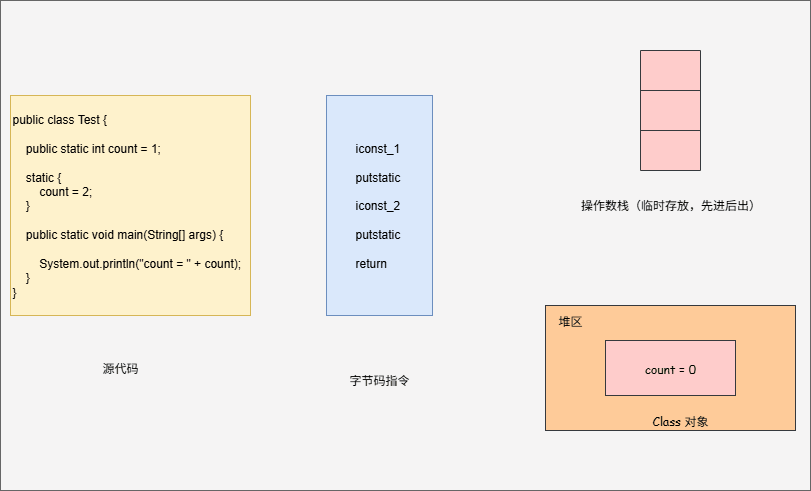 public class Test {
public static int count = 1;
static {
count = 2;
}
public static void main(String[] args) {
System.out.println("count = " + count);
}
}
源代码
iconst_1
putstatic
iconst_2
putstatic
return
字节码指令
操作数栈（临时存放，先进后出）
堆区
count = 0
Class 对象